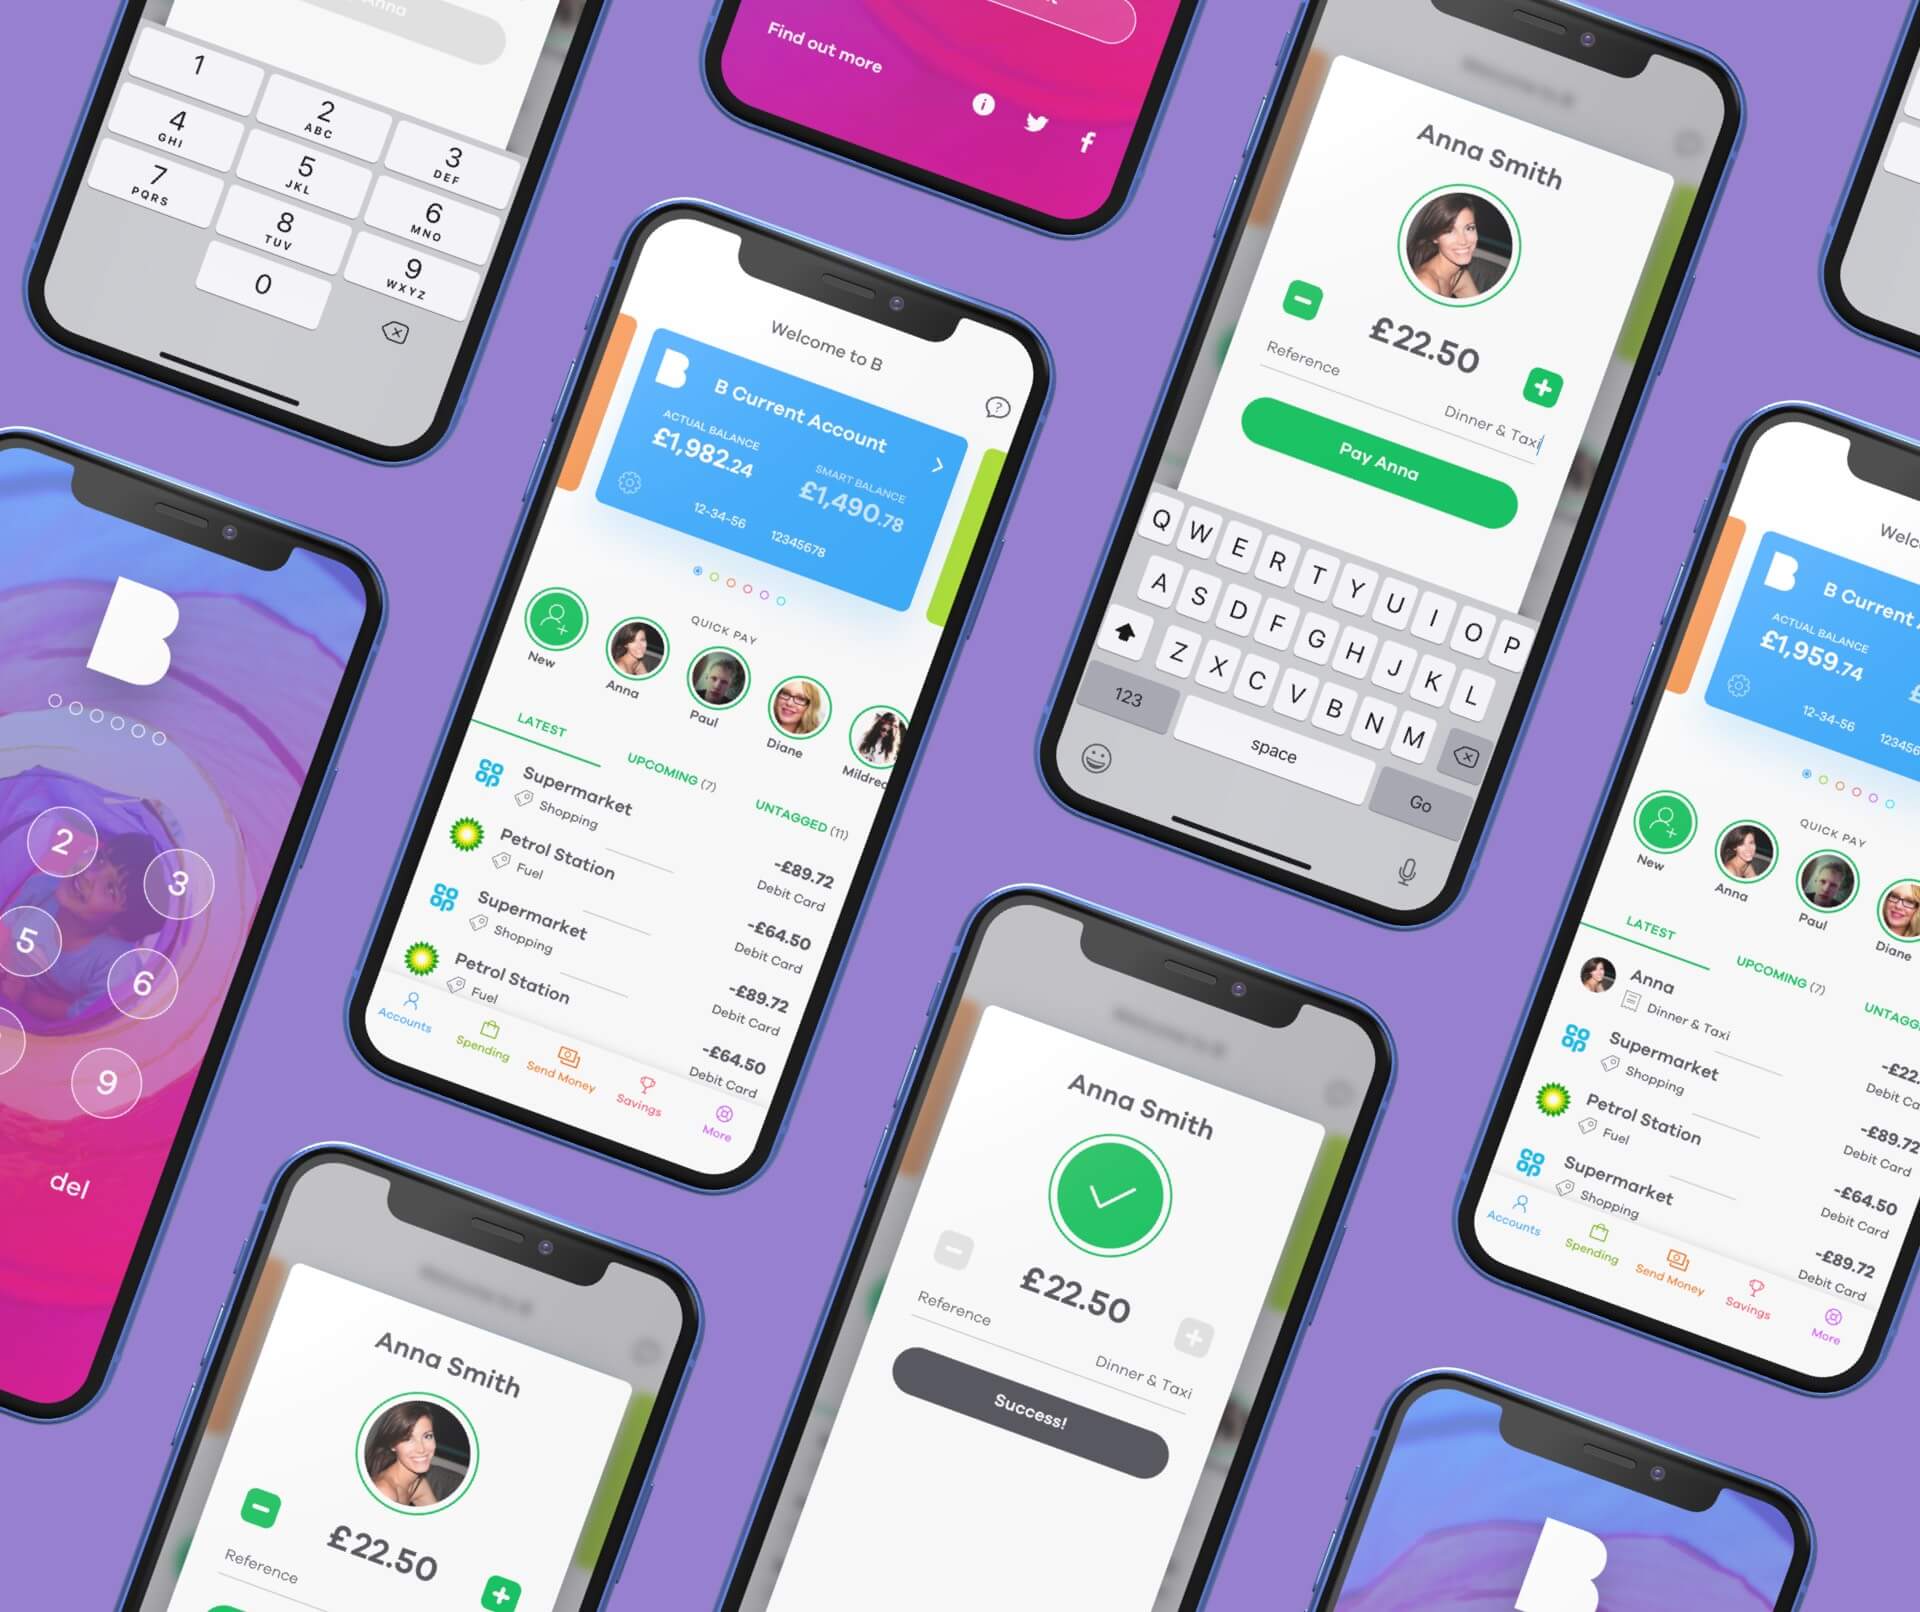 Anna
1
2
ABC
3
DEF
4
GHI
5
JKL
6
MNO
7
PQRS
8
TUV
9
WXYZ
0
Find out more
Anna Smith
£22.50
Reference
Dinner & Taxi
Pay Anna
Q W E R T Y U I O P
A S D F G H J K L
Z X C V B N M
123
space
Go
Welcome to B
B
B Current Account
ACTUAL BALANCE
£1,982.24
SMART BALANCE
£1,490.78
12-34-56
12345678
QUICK PAY
New
Anna
Paul
Diane
Mildred
LATEST
UPCOMING (7)
UNTAGGED (11)
co
op
Supermarket
Shopping
-£89.72
Debit Card
Petrol Station
Fuel
-£64.50
Debit Card
co
op
Supermarket
Shopping
-£89.72
Debit Card
Petrol Station
Fuel
-£64.50
Debit Card
Accounts
Spending
Send Money
Savings
More
B
2
3
5
6
9
del
Welc
B
B Current
ACTUAL BALANCE
£1,959.74
£
12-34-56
123456
QUICK PAY
New
Anna
Paul
Diane
LATEST
UPCOMING (7)
UNTAGG
Anna
Dinner & Taxi
-£22.
Debit Ca
co
op
Supermarket
Shopping
-£89.72
Debit Card
Petrol Station
Fuel
-£64.50
Debit Card
co
op
Supermarket
Shopping
-£89.72
Debit Card
Accounts
Spending
Send Money
Savings
More
Anna Smith
£22.50
Reference
Dinner & Taxi
Success!
Anna Smith
£22.50
Reference
B